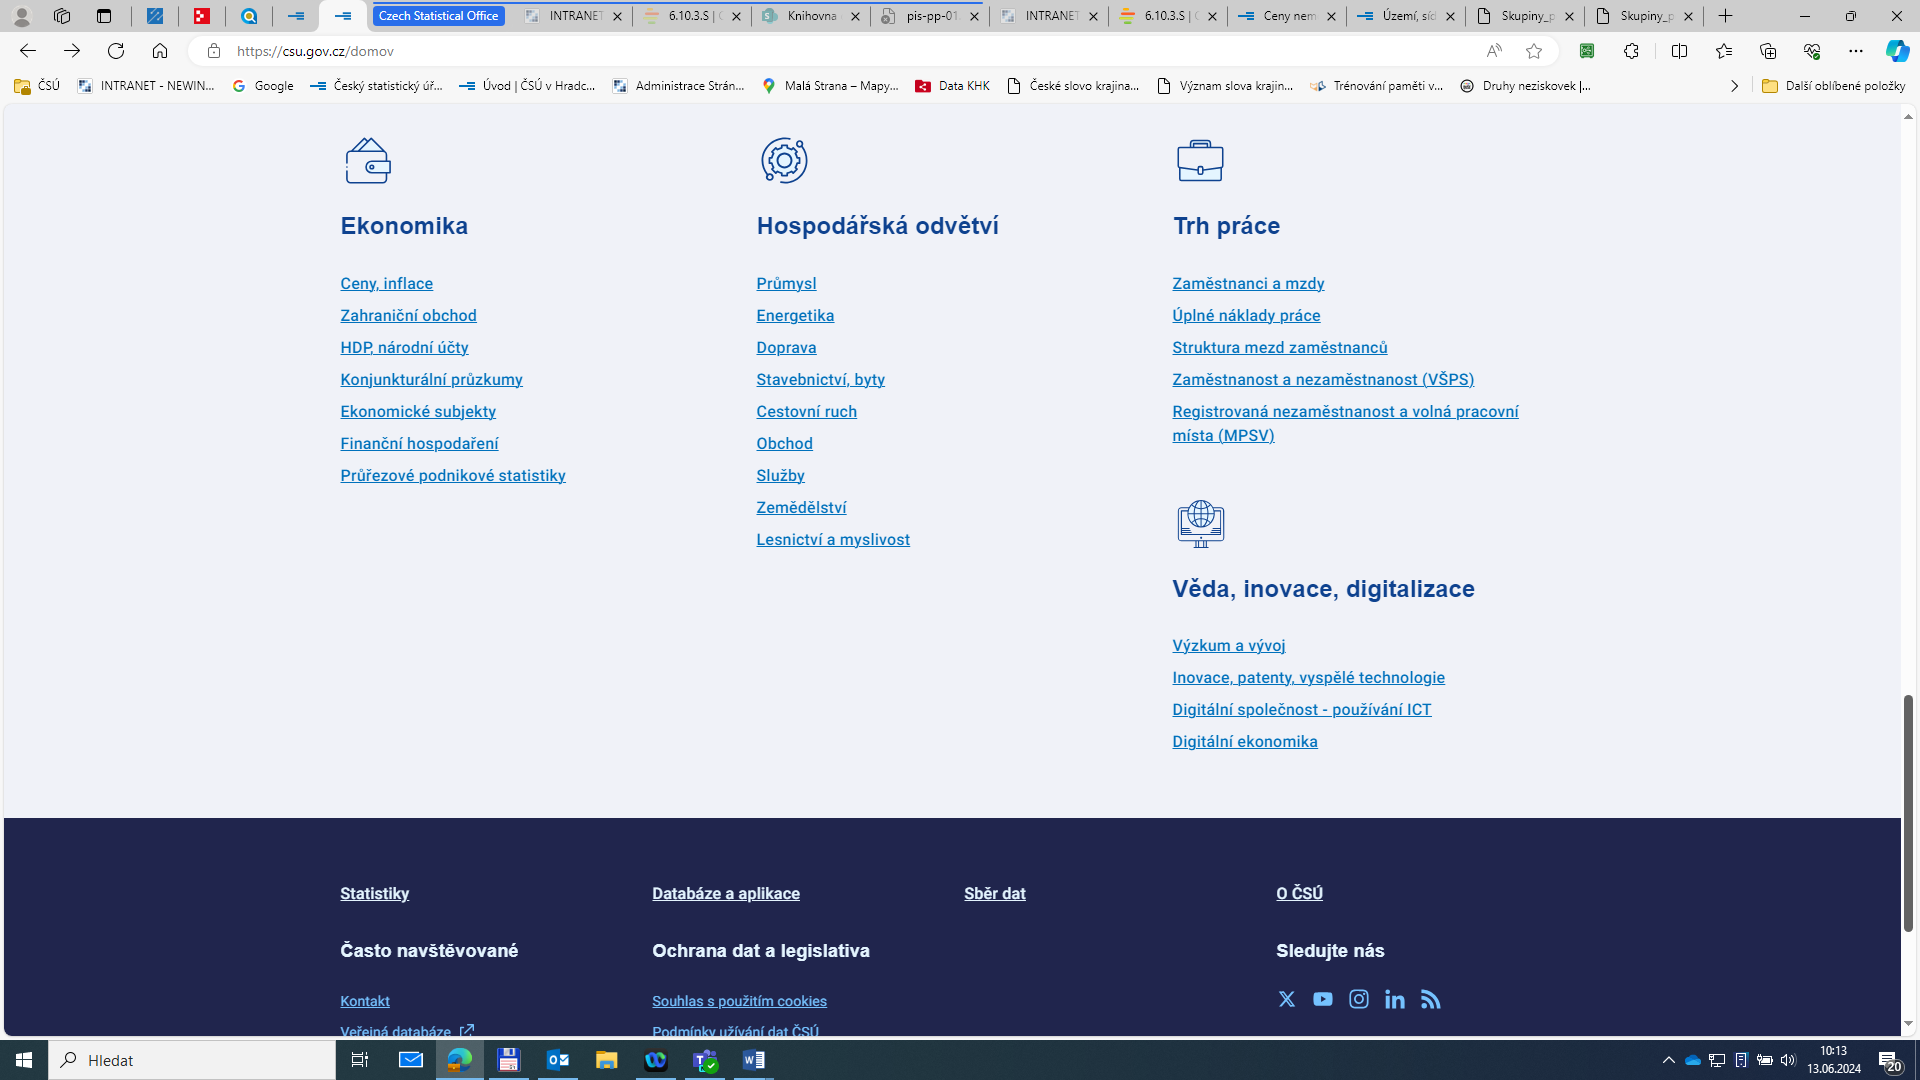 Czech Statistical Office
INTRANET
6.10.3.S | Č
Knihovna
pis-pp-01
INTRANET
6.10.3.S | Č
Ceny nem
Území, síd
Skupiny_p
Skupiny_p
https://csu.gov.cz/domov
ČSÚ
INTRANET - NEWIN...
Google
Český statistický úř...
Úvod | ČSÚ v Hradc...
Administrace Strán...
Malá Strana – Mapy...
Data KHK
České slovo krajina...
Význam slova krajin...
Trénování paměti v...
Druhy neziskovek |...
Další oblíbené položky
Ekonomika
Ceny, inflace
Zahraniční obchod
HDP, národní účty
Konjunkturální průzkumy
Ekonomické subjekty
Finanční hospodaření
Průřezové podnikové statistiky
Hospodářská odvětví
Průmysl
Energetika
Doprava
Stavebnictví, byty
Cestovní ruch
Obchod
Služby
Zemědělství
Lesnictví a myslivost
Trh práce
Zaměstnanci a mzdy
Úplné náklady práce
Struktura mezd zaměstnanců
Zaměstnanost a nezaměstnanost (VŠPS)
Registrovaná nezaměstnanost a volná pracovní
místa (MPSV)
Věda, inovace, digitalizace
Výzkum a vývoj
Inovace, patenty, vyspělé technologie
Digitální společnost - používání ICT
Digitální ekonomika
Statistiky
Databáze a aplikace
Sběr dat
O ČSÚ
Často navštěvované
Ochrana dat a legislativa
Sledujte nás
Kontakt
Souhlas s použitím cookies
Veřejná databáze
Podmínky užívání dat ČSÚ
Hledat
10:13
13.06.2024
20